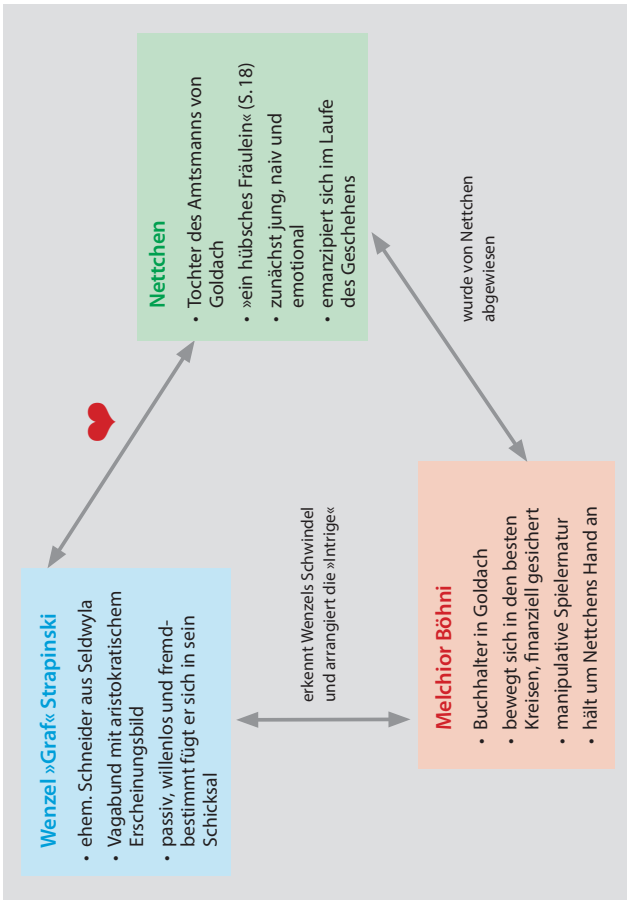 Wenzel »Graf« Strapinski
• ehem. Schneider aus Seldwyla
• Vagabund mit aristokratischem
Erscheinungsbild
• passiv, willenlos und fremd-
bestimmt fügt er sich in sein
Schicksal
Nettchen
• Tochter des Amtsmanns von
Goldach
• »ein hübsches Fräulein« (S. 18)
• zunächst jung, naiv und
emotional
• emanzipiert sich im Laufe
des Geschehens
erkennt Wenzels Schwindel
und arrangiert die »Intrige«
wurde von Nettchen
abgewiesen
Melchior Böhni
• Buchhalter in Goldach
• bewegt sich in den besten
Kreisen, finanziell gesichert
• manipulative Spielernatur
• hält um Nettchens Hand an